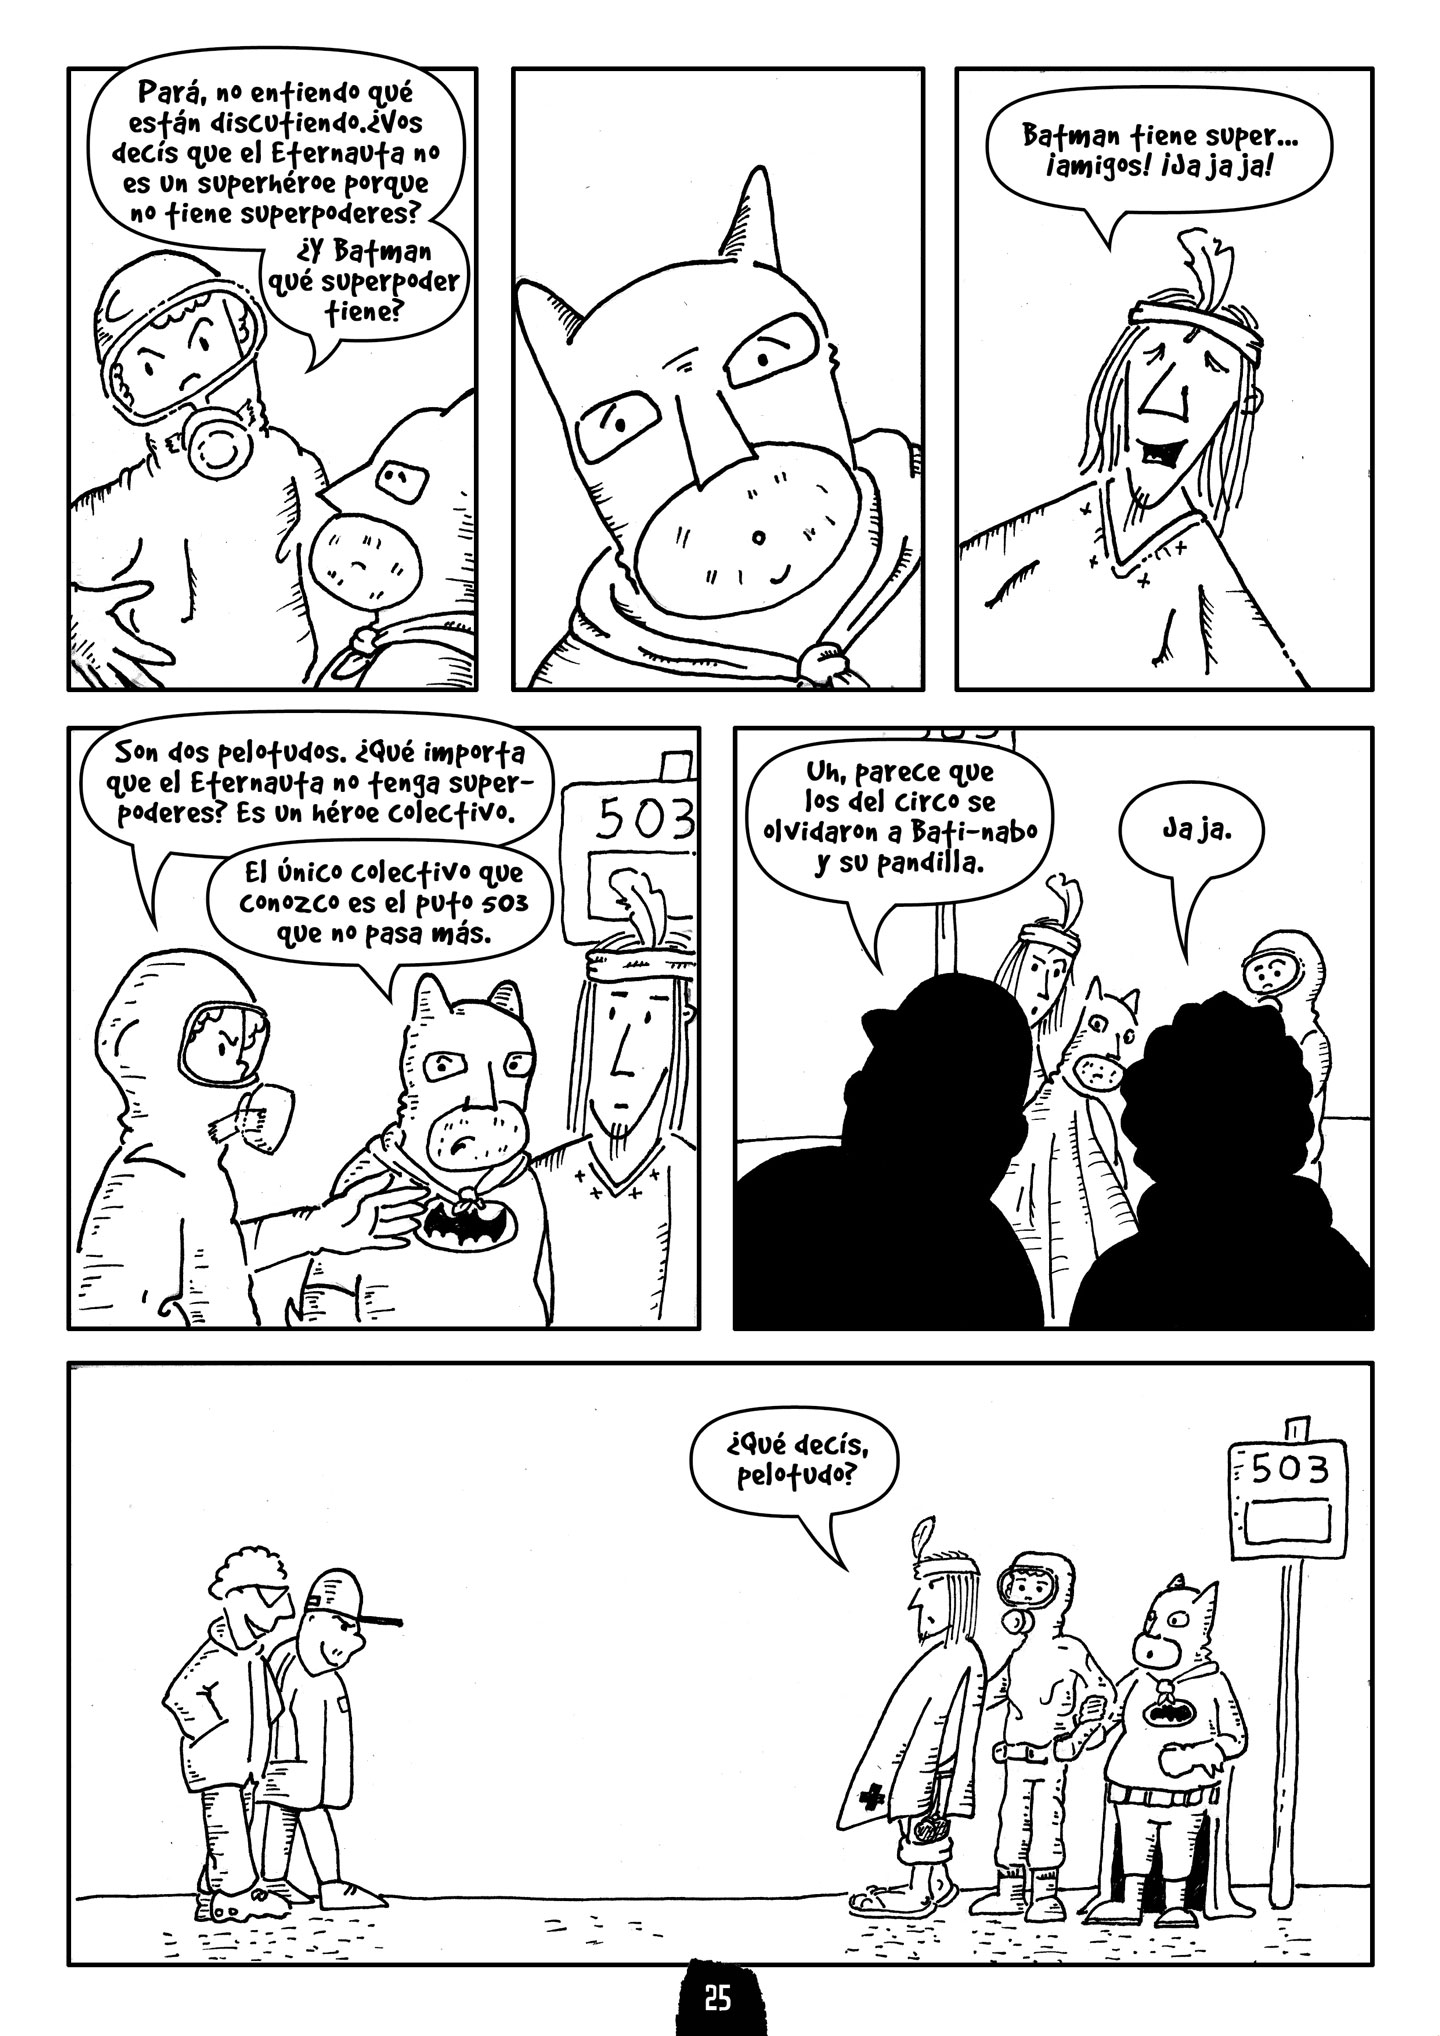 Pará, no entiendo qué
están discutiendo.¿Vos
decís que el Eternauta no
es un superhéroe porque
no tiene superpoderes?
¿Y Batman
qué superpoder
tiene?
Batman tiene super...
¡amigos! ¡Ja ja ja!
Son dos pelotudos. ¿Qué importa
que el Eternauta no tenga super-
poderes? Es un héroe colectivo.
503
El único colectivo que
conozco es el puto 503
que no pasa más.
503
Uh, parece que
los del circo se
olvidaron a Bati-nabo
y su pandilla.
Ja ja.
¿Qué decís,
pelotudo?
503
25